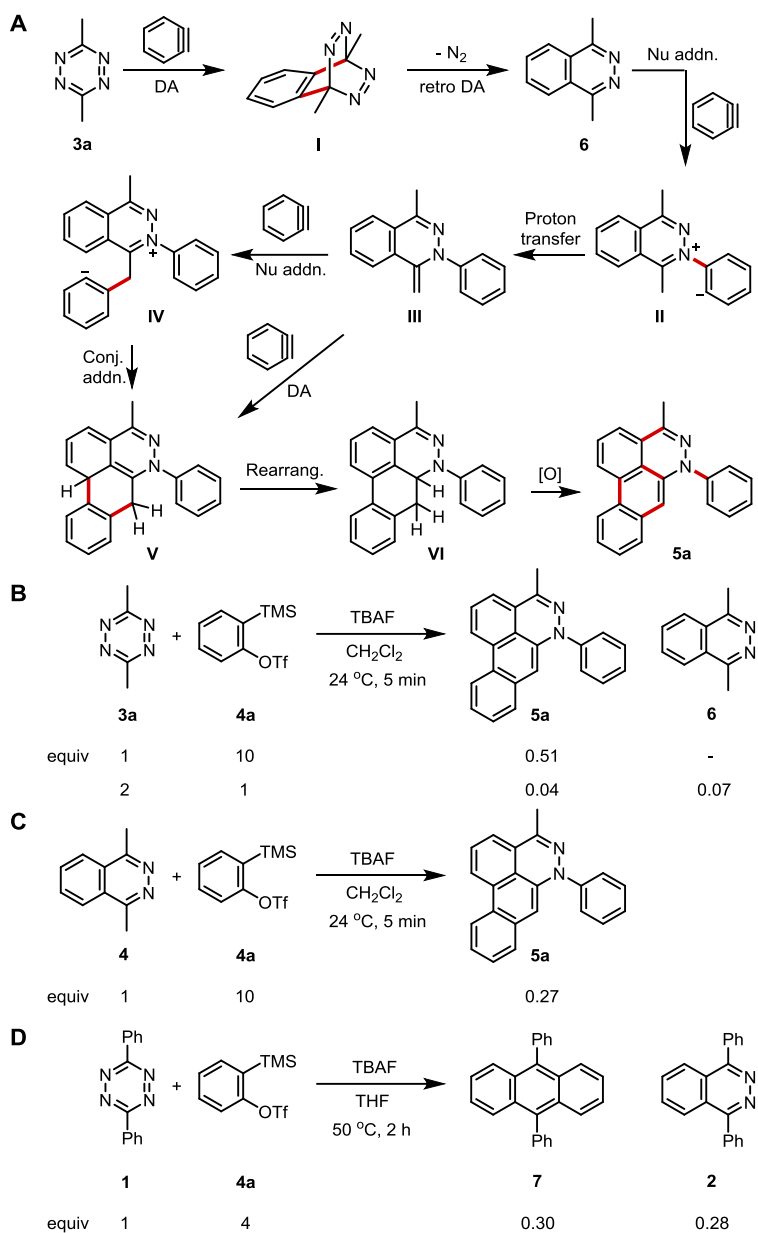 A
DA
3a
I
- N2
retro DA
6
Nu addn.
N N
N N
N
N
N
N
N
N
IV
Nu addn.
III
Proton
transfer
II
N
N
+
–
N
N
N
N
+
–
Conj.
addn.
DA
V
Rearrang.
VI
[O]
5a
N
N
H
H
H
N
N
H
H
H
N
N
B
N N
N N
+
TMS
OTf
TBAF
CH2Cl2
24 oC, 5 min
N
N
N
N
3a
4a
5a
6
equiv 1 10 0.51 -
2 1 0.04 0.07
C
N
N
+
TMS
OTf
TBAF
CH2Cl2
24 oC, 5 min
N
N
4
4a
5a
equiv 1 10 0.27
D
Ph
N N
N N
Ph
+
TMS
OTf
TBAF
THF
50 oC, 2 h
Ph
Ph
Ph
N
N
Ph
1
4a
7
2
equiv 1 4 0.30 0.28